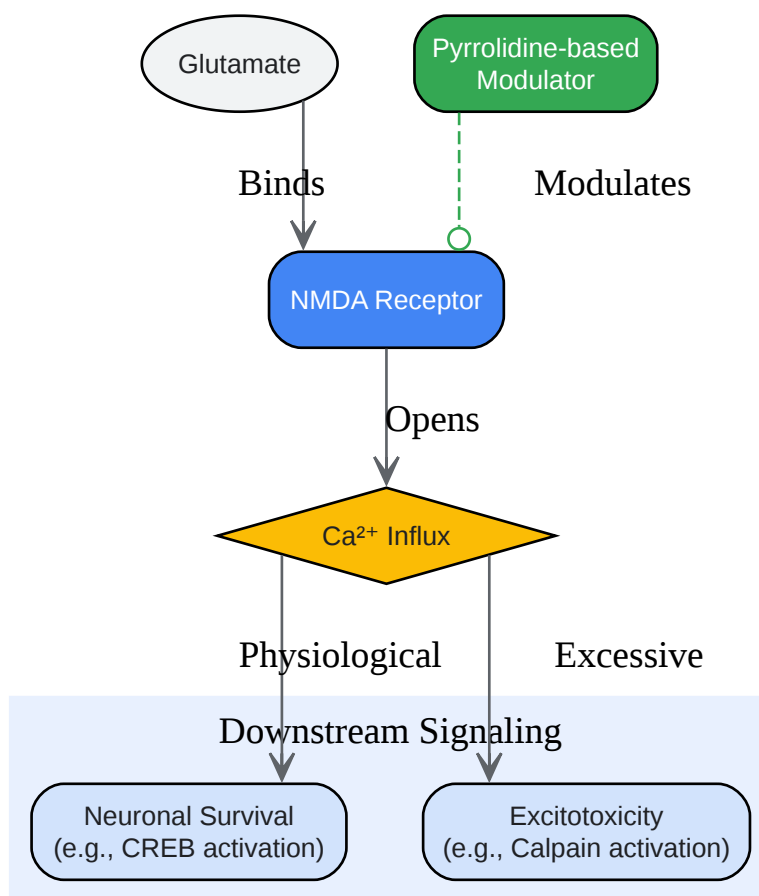 Glutamate
Pyrrolidine-based
Modulator
Binds
Modulates
NMDA Receptor
Opens
Ca²⁺ Influx
Physiological
Excessive
Downstream Signaling
Neuronal Survival
(e.g., CREB activation)
Excitotoxicity
(e.g., Calpain activation)